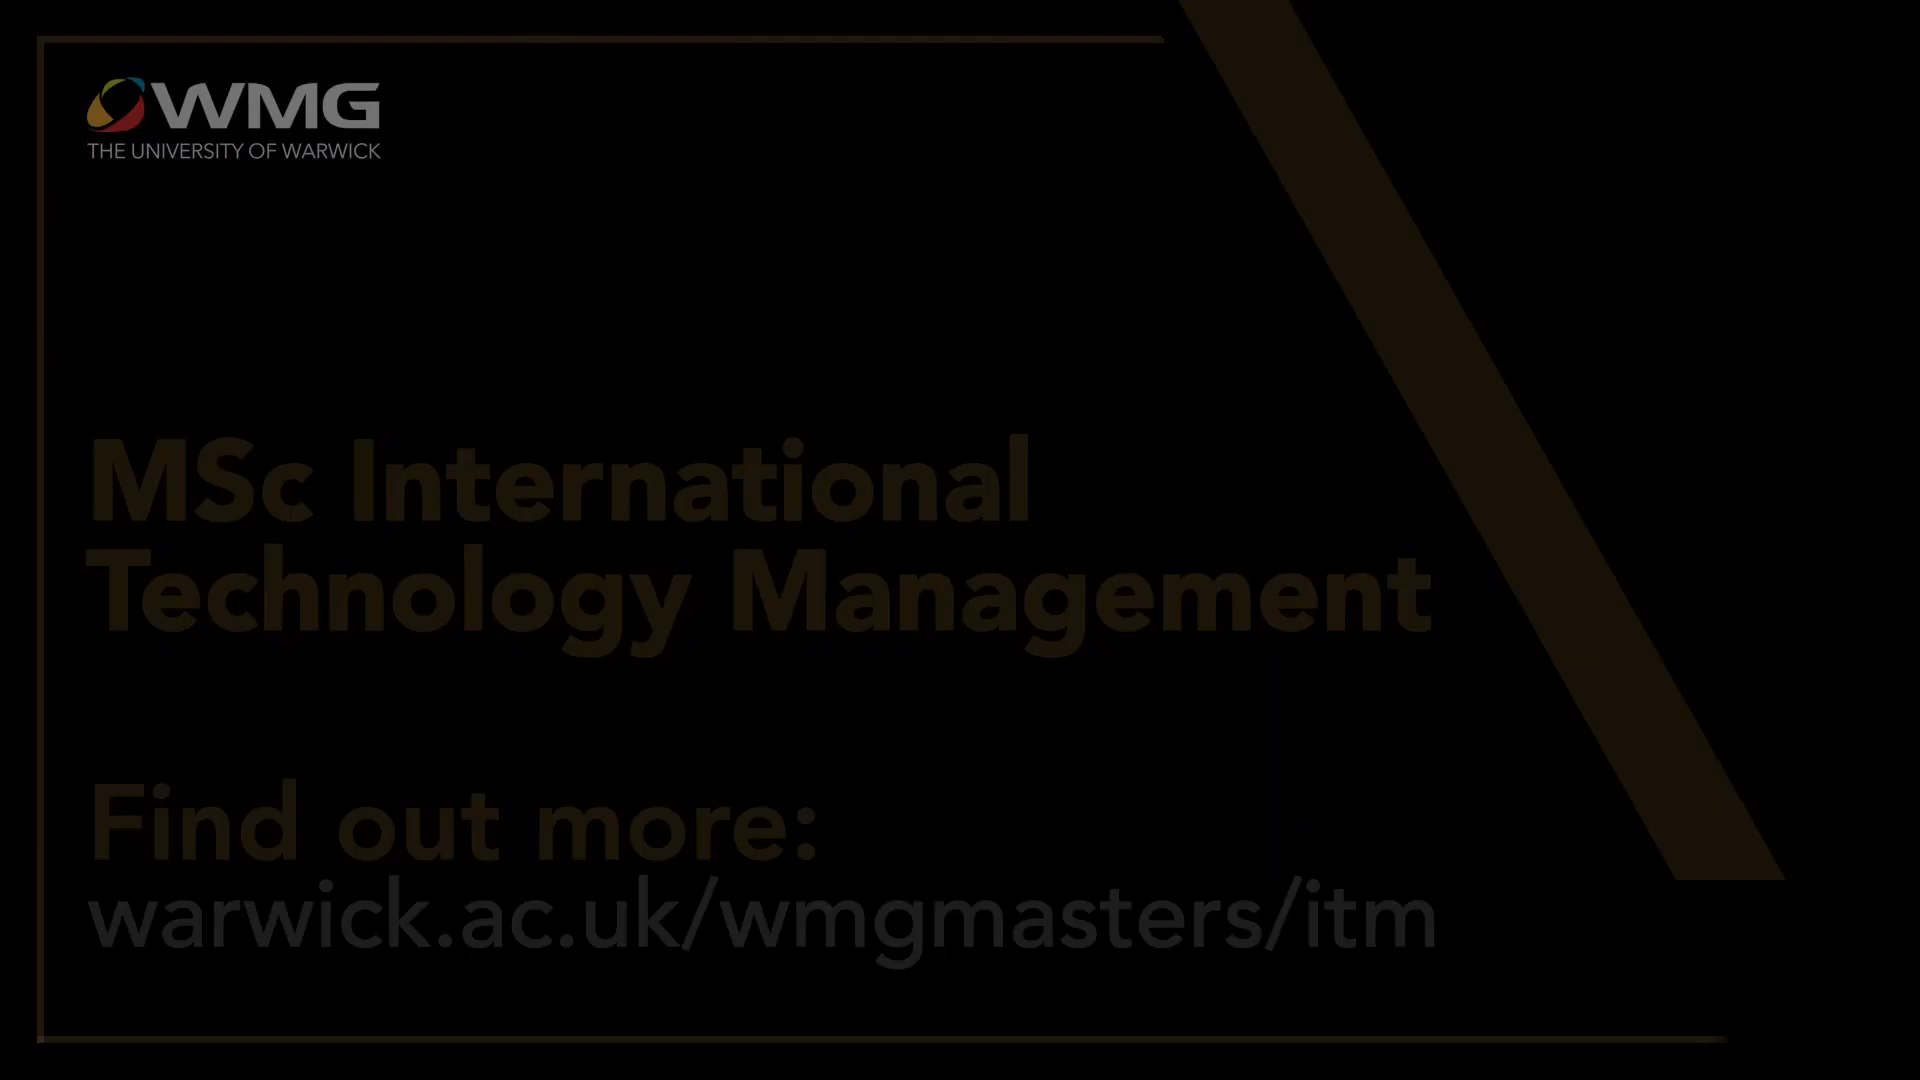 WMG
THE UNIVERSITY OF WARWICK
MSc International
Technology Management
Find out more:
warwick.ac.uk/wmgmasters/itm